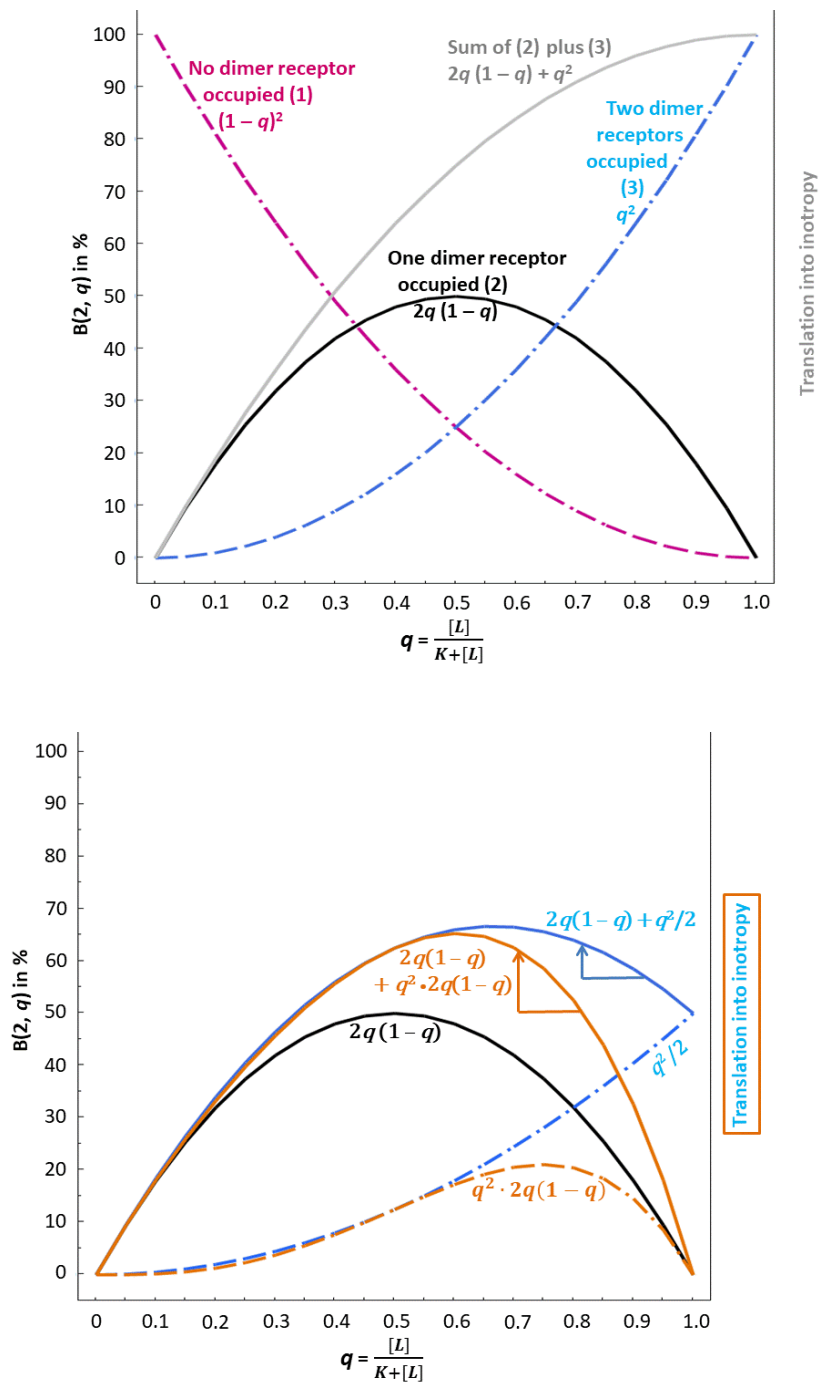 100
90
80
70
60
50
40
30
20
10
0
B(2, q) in %
No dimer receptor
occupied (1)
(1 – q)²
Sum of (2) plus (3)
2q (1 – q) + q²
Two dimer
receptors
occupied
(3)
q²
One dimer receptor
occupied (2)
2q (1 – q)
Translation into inotropy
0 0.1 0.2 0.3 0.4 0.5 0.6 0.7 0.8 0.9 1.0
q = [L] / K+[L]
100
90
80
70
60
50
40
30
20
10
0
B(2, q) in %
2q(1 – q) + q²/2
2q(1 – q)
+ q² • 2q(1 – q)
2q(1 – q)
q²/2
q² · 2q(1 – q)
Translation into inotropy
0 0.1 0.2 0.3 0.4 0.5 0.6 0.7 0.8 0.9 1.0
q = [L] / K+[L]